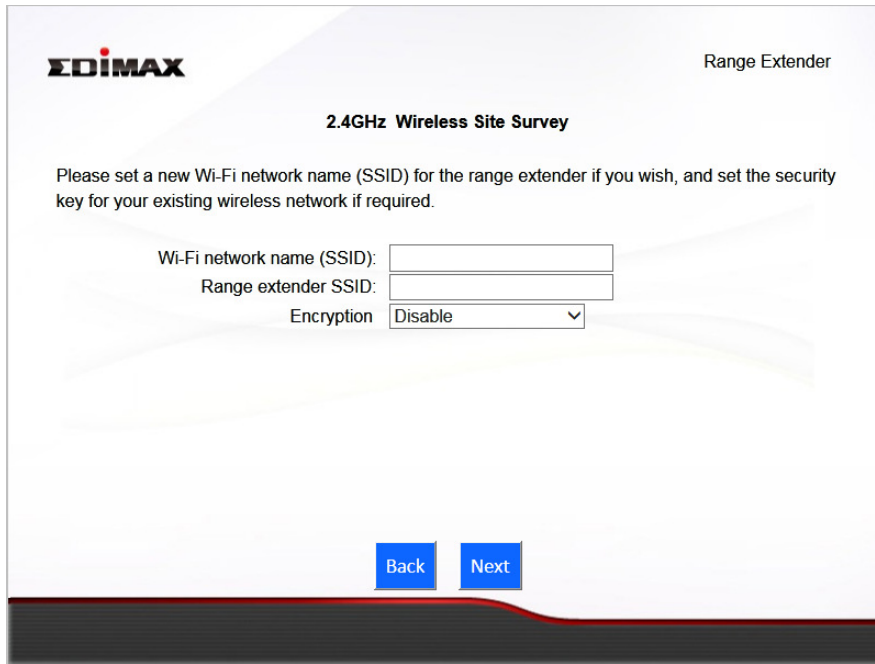 EDIMAX
Range Extender
2.4GHz Wireless Site Survey
Please set a new Wi-Fi network name (SSID) for the range extender if you wish, and set the security
key for your existing wireless network if required.
Wi-Fi network name (SSID):
Range extender SSID:
Encryption Disable
Back Next